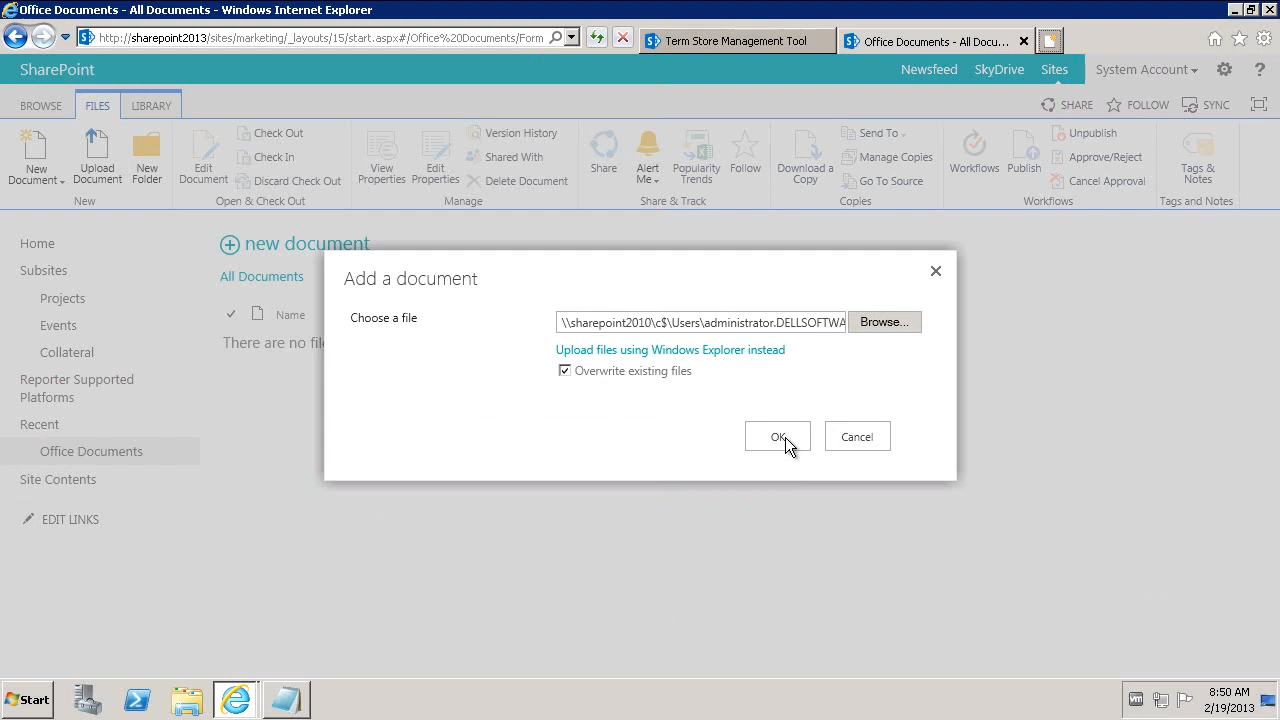 Office Documents - All Documents - Windows Internet Explorer
http://sharepoint2013/sites/marketing/_layouts/15/start.aspx#/Office%20Documents/Form
Term Store Management Tool
Office Documents - All Docu...
SharePoint
Newsfeed
SkyDrive
Sites
System Account
?
BROWSE
FILES
LIBRARY
SHARE
FOLLOW
SYNC
New Document
Upload Document
New Folder
New
Edit Document
Check Out
Check In
Discard Check Out
Open & Check Out
View Properties
Edit Properties
Version History
Shared With
Delete Document
Manage
Share
Alert Me
Popularity Trends
Follow
Share & Track
Download a Copy
Send To
Manage Copies
Go To Source
Copies
Workflows
Publish
Unpublish
Approve/Reject
Cancel Approval
Workflows
Tags & Notes
Tags and Notes
Home
Subsites
Projects
Events
Collateral
Reporter Supported
Platforms
Recent
Office Documents
Site Contents
EDIT LINKS
new document
All Documents
Name
There are no file
Add a document
Choose a file
\\sharepoint2010\c$\Users\administrator.DELLSOFTWA
Browse...
Upload files using Windows Explorer instead
Overwrite existing files
OK
Cancel
Start
8:50 AM
2/19/2013